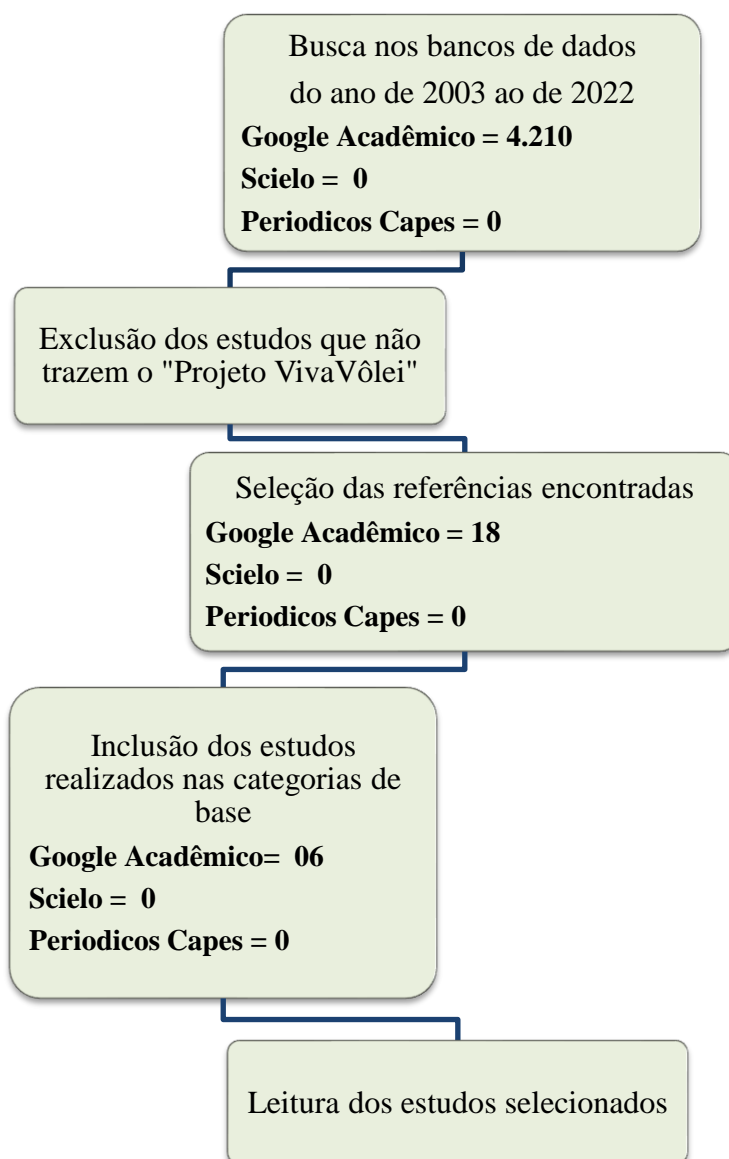 Busca nos bancos de dados
do ano de 2003 ao de 2022
Google Acadêmico = 4.210
Scielo = 0
Periodicos Capes = 0
Exclusão dos estudos que não
trazem o "Projeto VivaVôlei"
Seleção das referências encontradas
Google Acadêmico = 18
Scielo = 0
Periodicos Capes = 0
Inclusão dos estudos
realizados nas categorias de
base
Google Acadêmico= 06
Scielo = 0
Periodicos Capes = 0
Leitura dos estudos selecionados